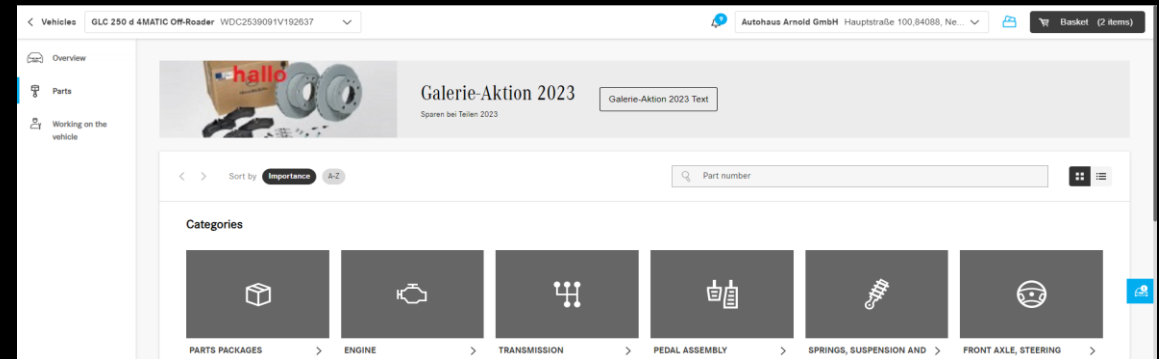 Vehicles
GLC 250 d 4MATIC Off-Roader WDC2539091V192637
Autohaus Arnold GmbH Hauptstraße 100,84088, Ne...
Basket (2 items)
Overview
Parts
Working on the
vehicle
hallo
Galerie-Aktion 2023
Sparen bei Teilen 2023
Galerie-Aktion 2023 Text
Sort by Importance A-Z
Part number
Categories
PARTS PACKAGES
ENGINE
TRANSMISSION
PEDAL ASSEMBLY
SPRINGS, SUSPENSION AND
FRONT AXLE, STEERING